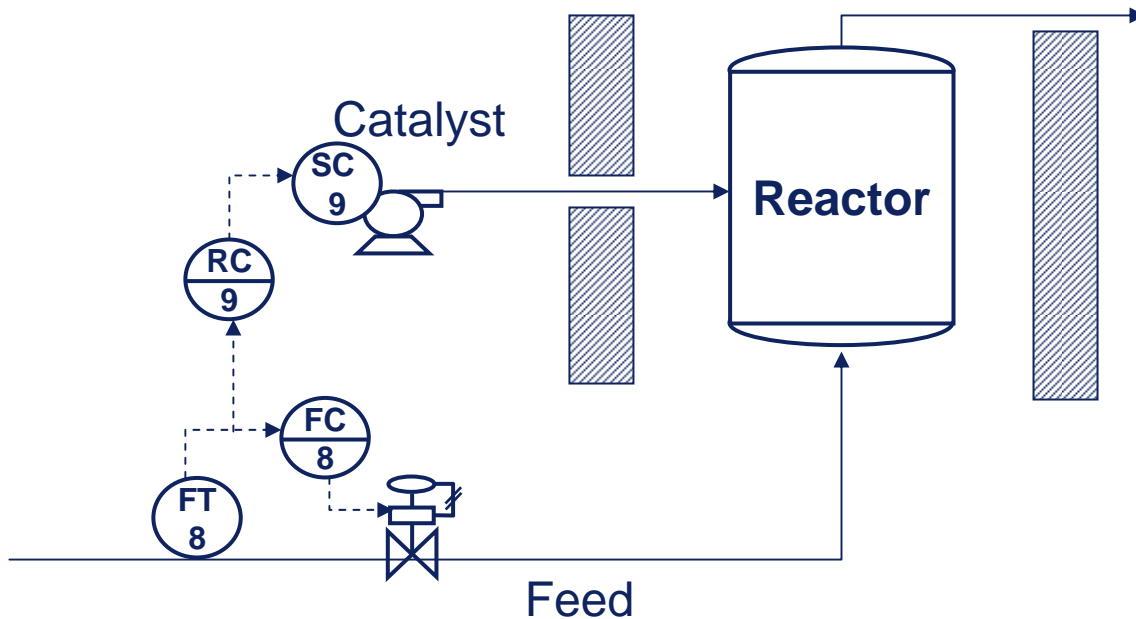 Catalyst
SC
9
Reactor
RC
9
FC
8
FT
8
Feed